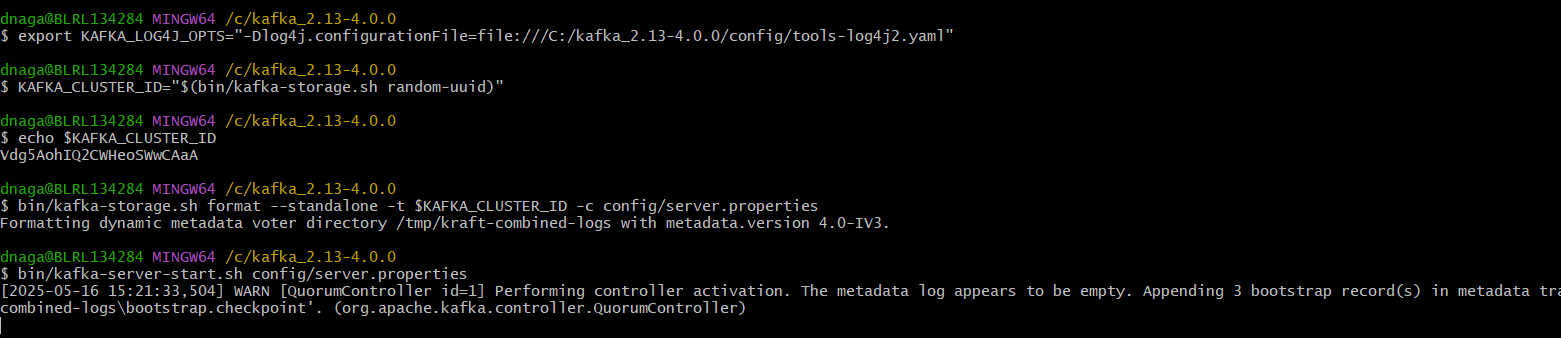 dnaga@BLRL134284 MINGW64 /c/kafka_2.13-4.0.0
$ export KAFKA_LOG4J_OPTS="-Dlog4j.configurationFile=file:///C:/kafka_2.13-4.0.0/config/tools-log4j2.yaml"
dnaga@BLRL134284 MINGW64 /c/kafka_2.13-4.0.0
$ KAFKA_CLUSTER_ID="$(bin/kafka-storage.sh random-uuid)"
dnaga@BLRL134284 MINGW64 /c/kafka_2.13-4.0.0
$ echo $KAFKA_CLUSTER_ID
Vdg5AohIQ2CWHeoSWwCAaA
dnaga@BLRL134284 MINGW64 /c/kafka_2.13-4.0.0
$ bin/kafka-storage.sh format --standalone -t $KAFKA_CLUSTER_ID -c config/server.properties
Formatting dynamic metadata voter directory /tmp/kraft-combined-logs with metadata.version 4.0-IV3.
dnaga@BLRL134284 MINGW64 /c/kafka_2.13-4.0.0
$ bin/kafka-server-start.sh config/server.properties
[2025-05-16 15:21:33,504] WARN [QuorumController id=1] Performing controller activation. The metadata log appears to be empty. Appending 3 bootstrap record(s) in metadata tra
combined-logs\bootstrap.checkpoint'. (org.apache.kafka.controller.QuorumController)